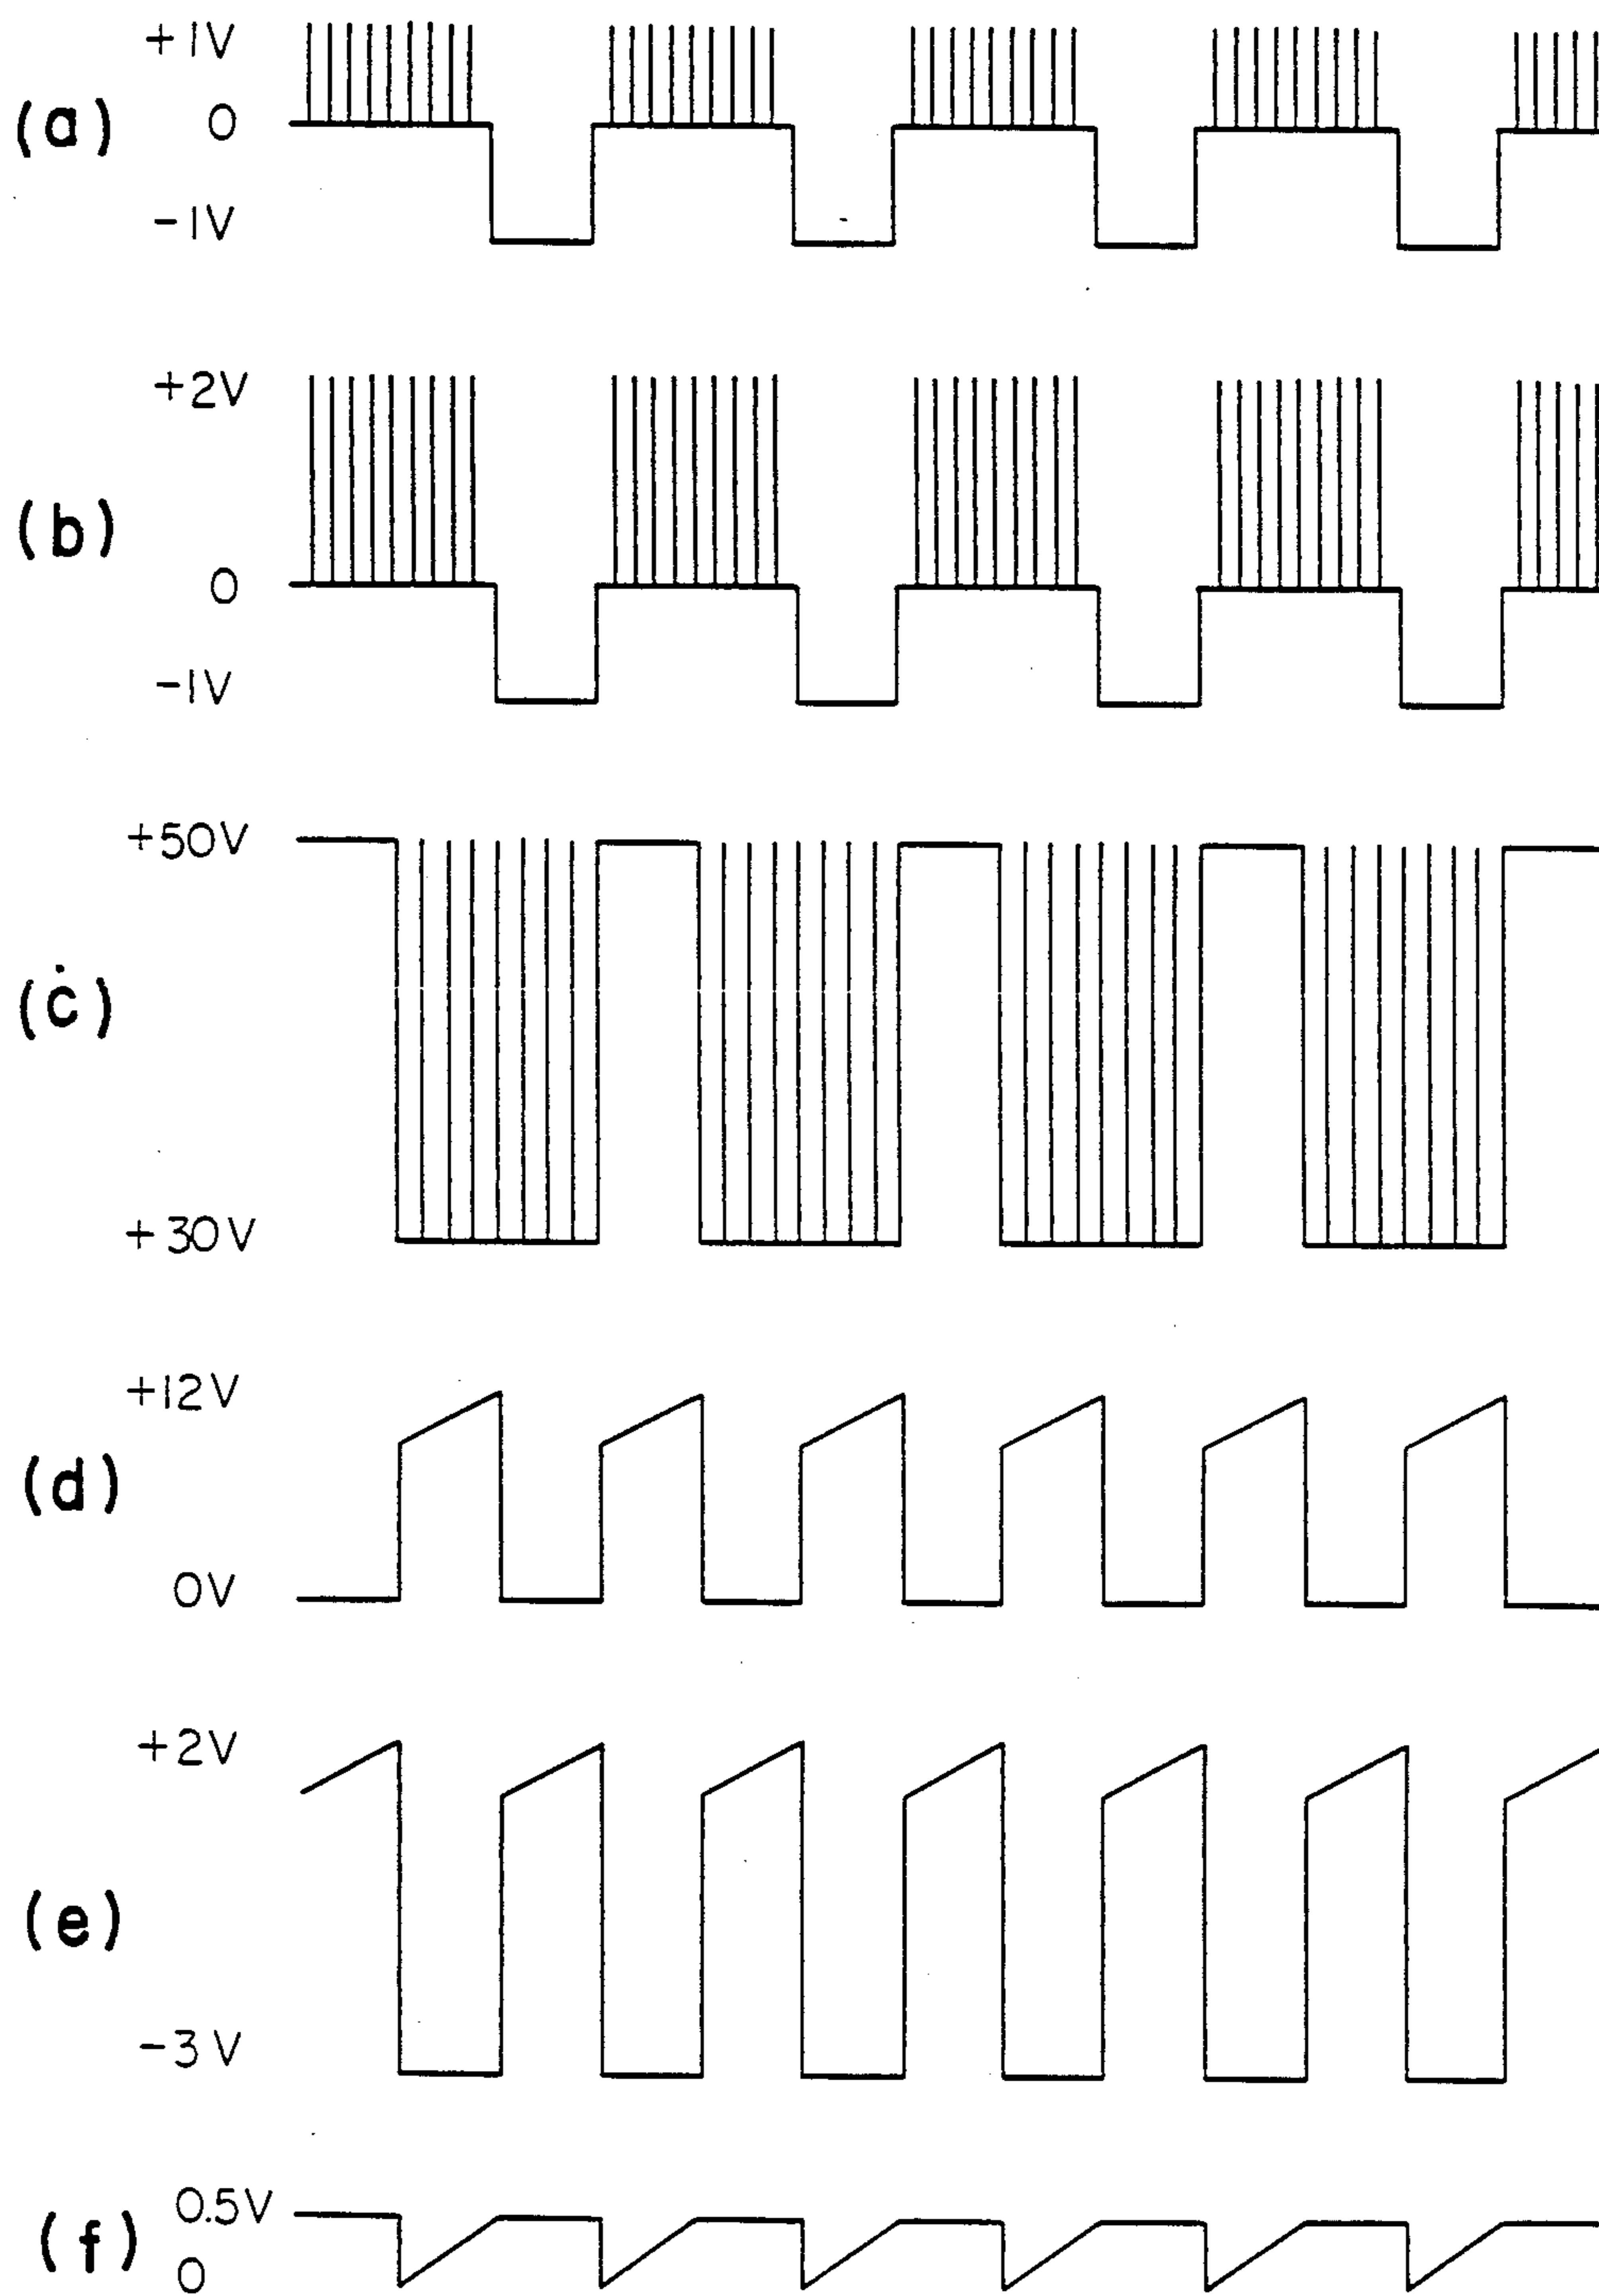 +1V
(a) 0
-1V
+2V
(b)
0
-1V
+50V
(c)
+30V
+12V
(d)
0V
+2V
(e)
-3V
(f) 0.5V
0